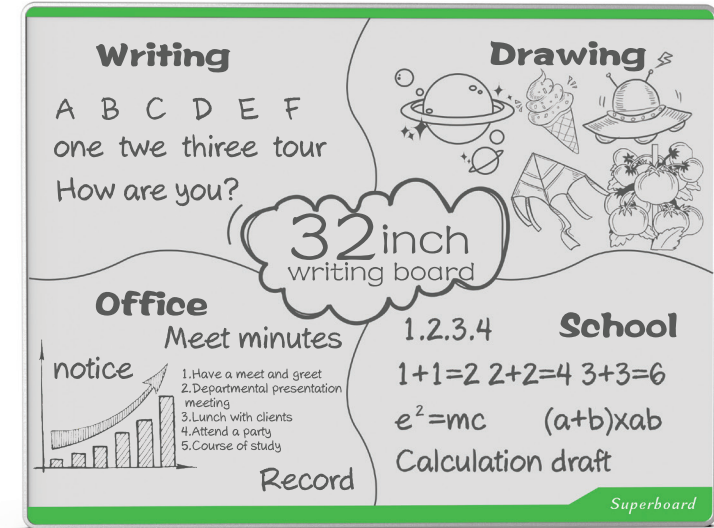 Writing
A B C D E F
one twe thiree tour
How are you?
Drawing
32inch
writing board
Office
Meet minutes
notice
1.Have a meet and greet
2.Departmental presentation
meeting
3.Lunch with clients
4.Attend a party
5.Course of study
Record
School
1.2.3.4
1+1=2 2+2=4 3+3=6
e²=mc (a+b)xab
Calculation draft
Superboard